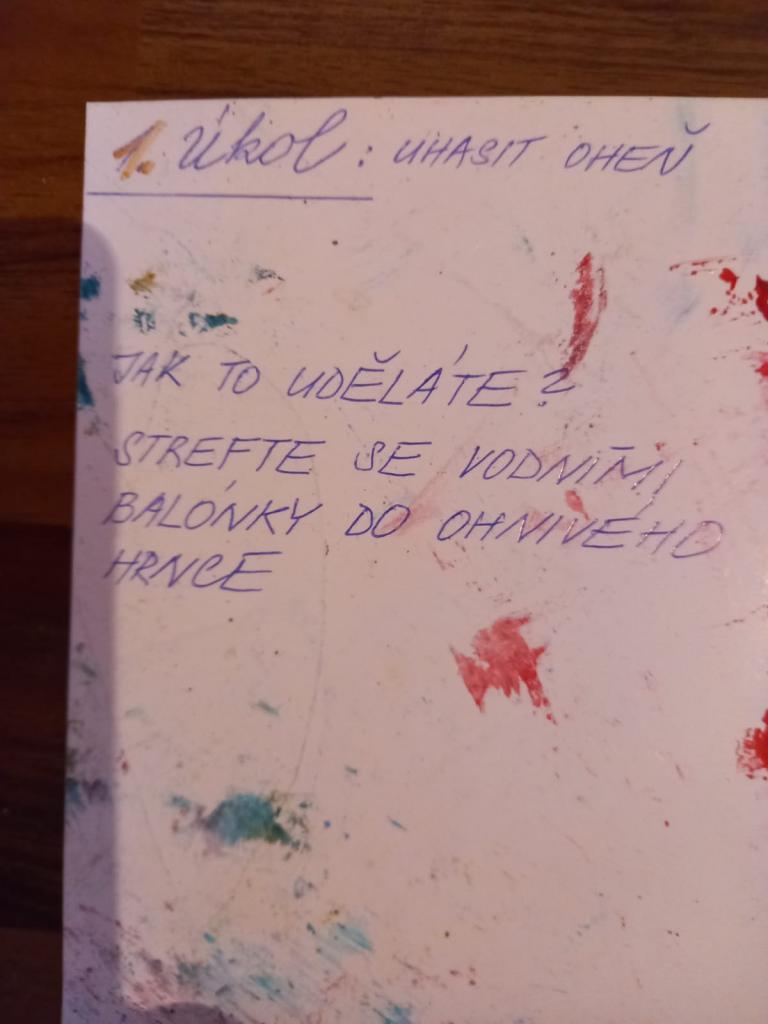 1. Úkol: UHASIT OHEŇ
JAK TO UDĚLÁTE?
STREFTE SE VODNÍMI
BALÓNKY DO OHNIVÉHO
HRNCE